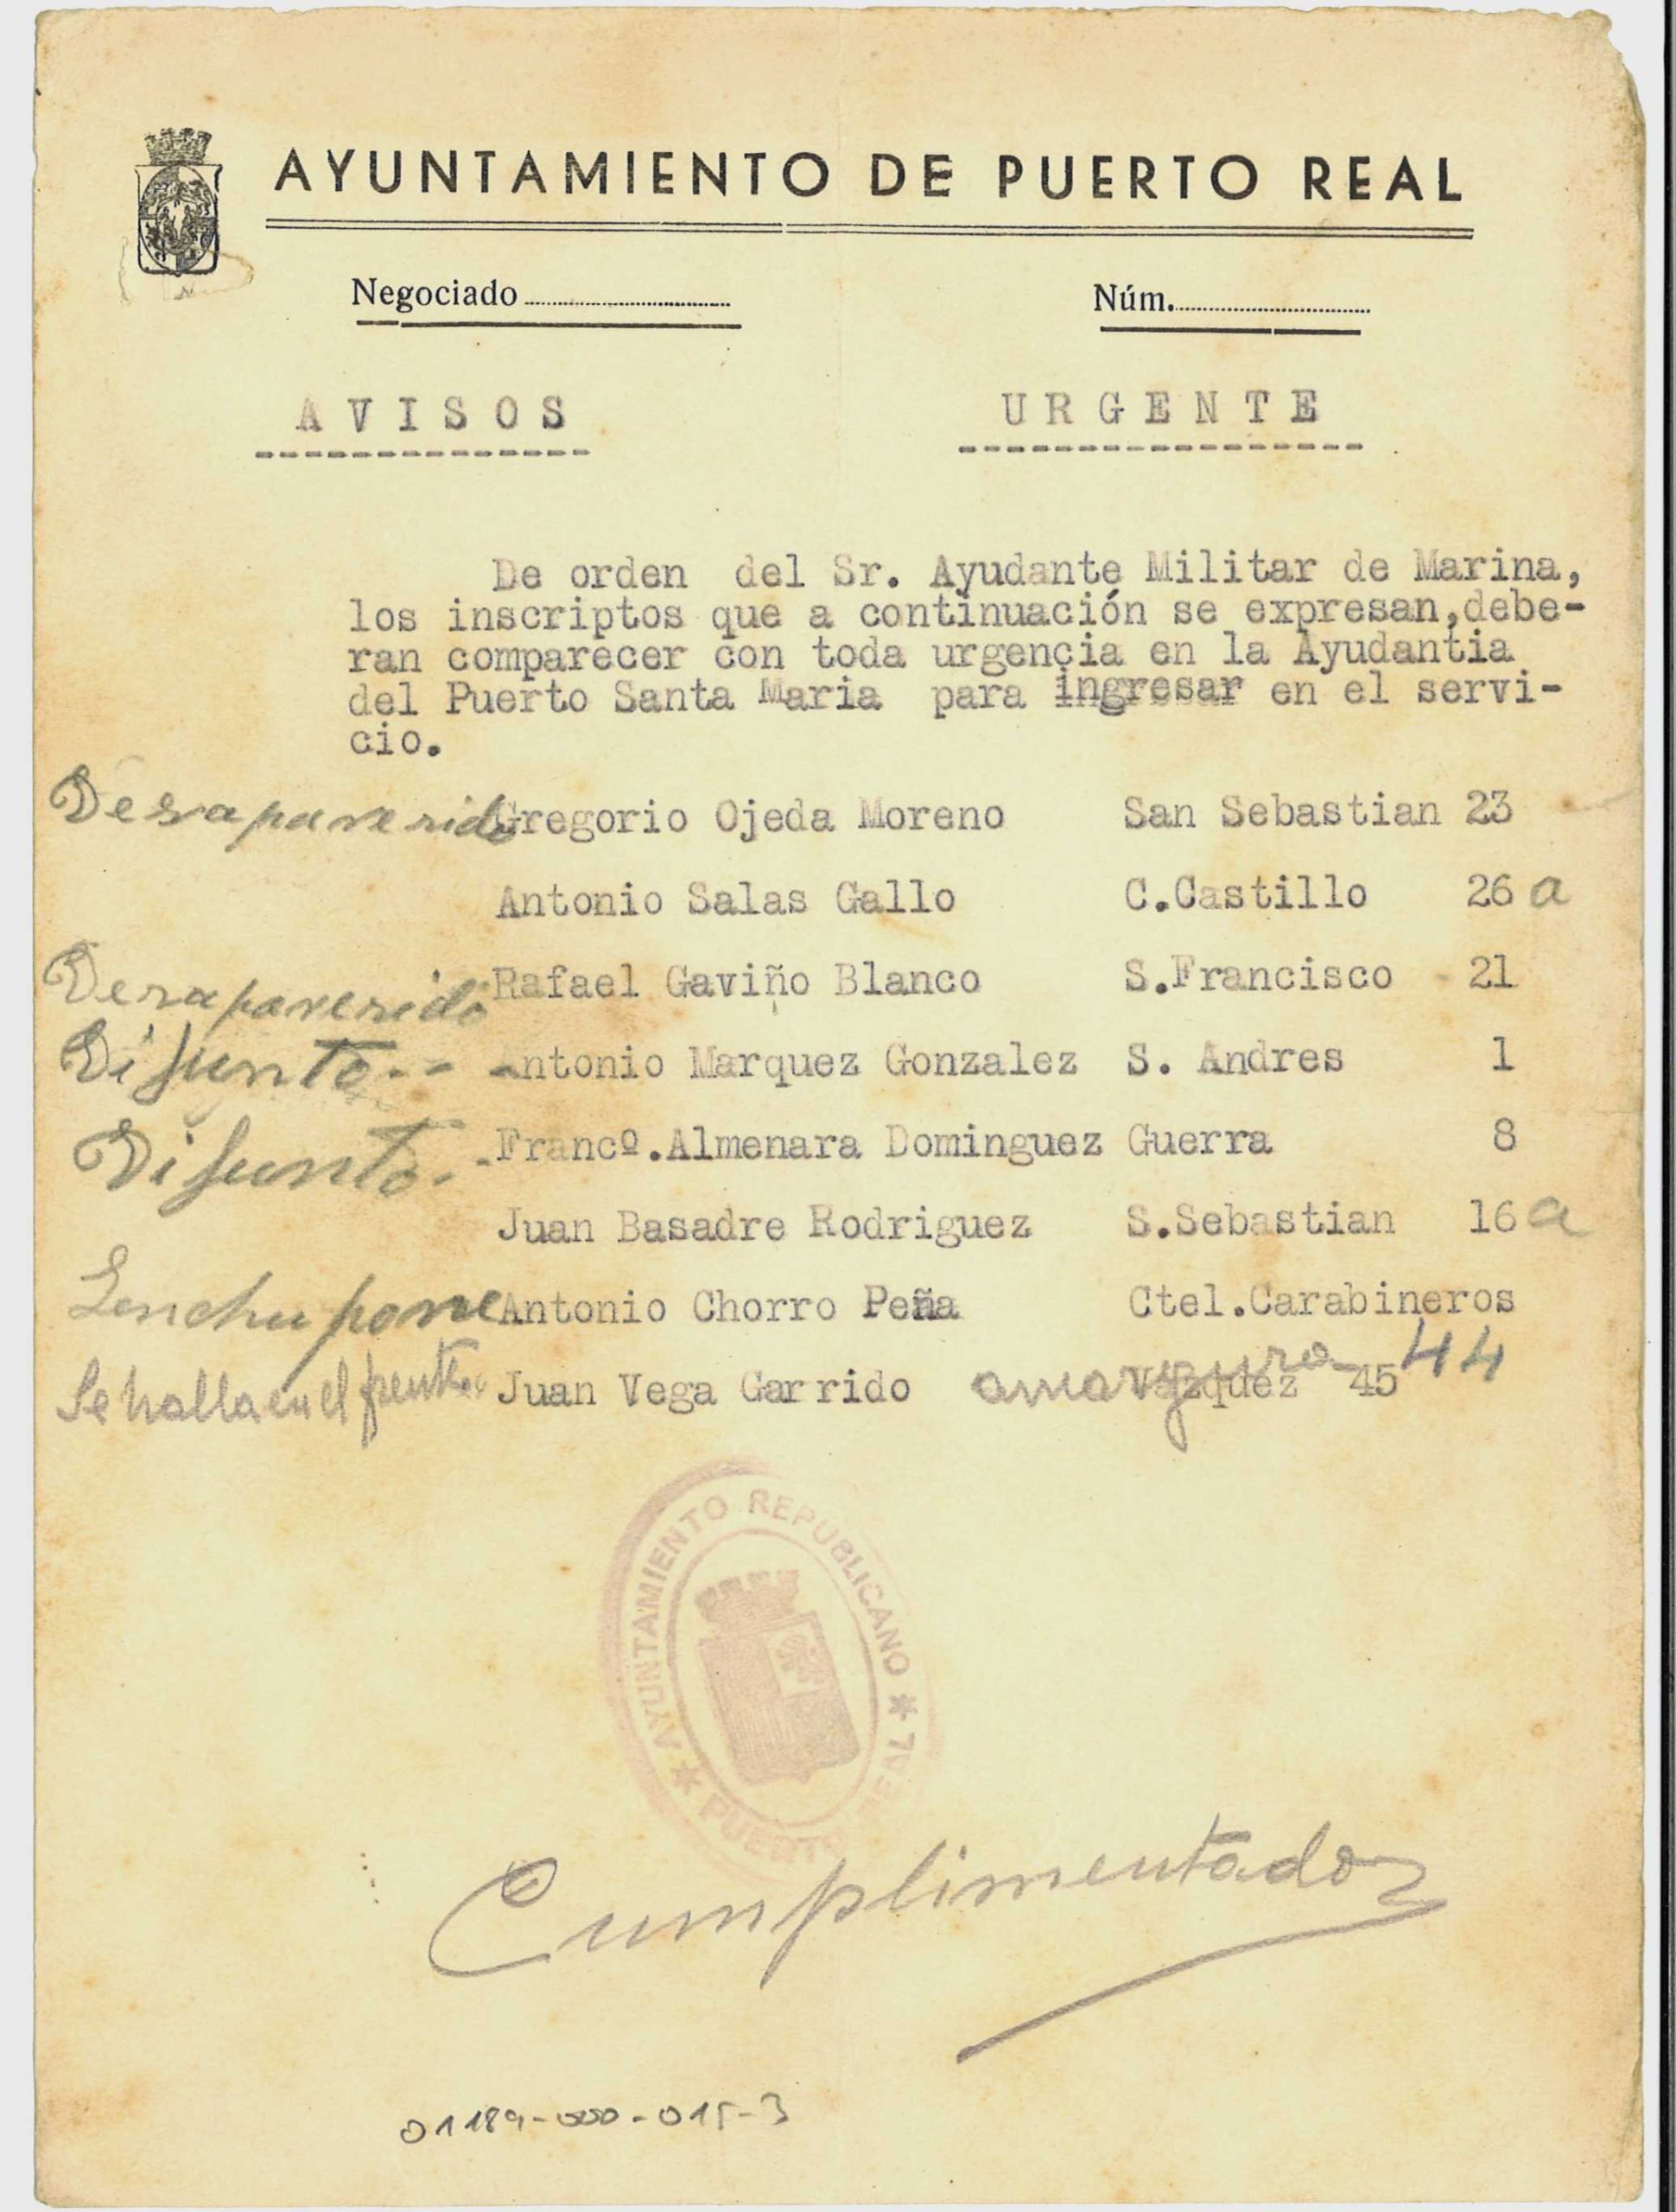 AYUNTAMIENTO DE PUERTO REAL
Negociado
Núm.
AVISOS
URGENTE
De orden del Sr. Ayudante Militar de Marina,
los inscriptos que a continuación se expresan,debe-
ran comparecer con toda urgencia en la Ayudantia
del Puerto Santa Maria para ingresar en el servi-
cio.
Desaparesido Gregorio Ojeda Moreno San Sebastian 23
Antonio Salas Gallo C.Castillo 26 a
Desaparesido Rafael Gaviño Blanco S.Francisco 21
Difunto-- Antonio Marquez Gonzalez S. Andres 1
Difunto.- Francº.Almenara Dominguez Guerra 8
Juan Basadre Rodriguez S.Sebastian 16 a
Antonio Chorro Peña Ctel.Carabineros
Se halla en el frente Juan Vega Garrido amargura Vazquez 45 44
* AYUNTAMIENTO REPUBLICANO * PUERTO REAL
Cumplimentado
01189-000-015-3